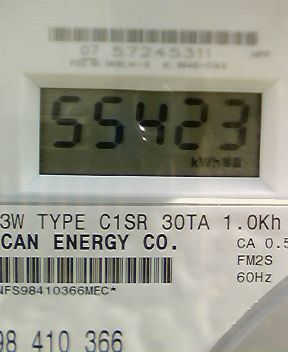 07 57245311
55423
kWh
3W TYPE C1SR 30TA 1.0Kh
CAN ENERGY CO.
CA 0.5
FM2S
60Hz
NFS98410366MEC*
98 410 366